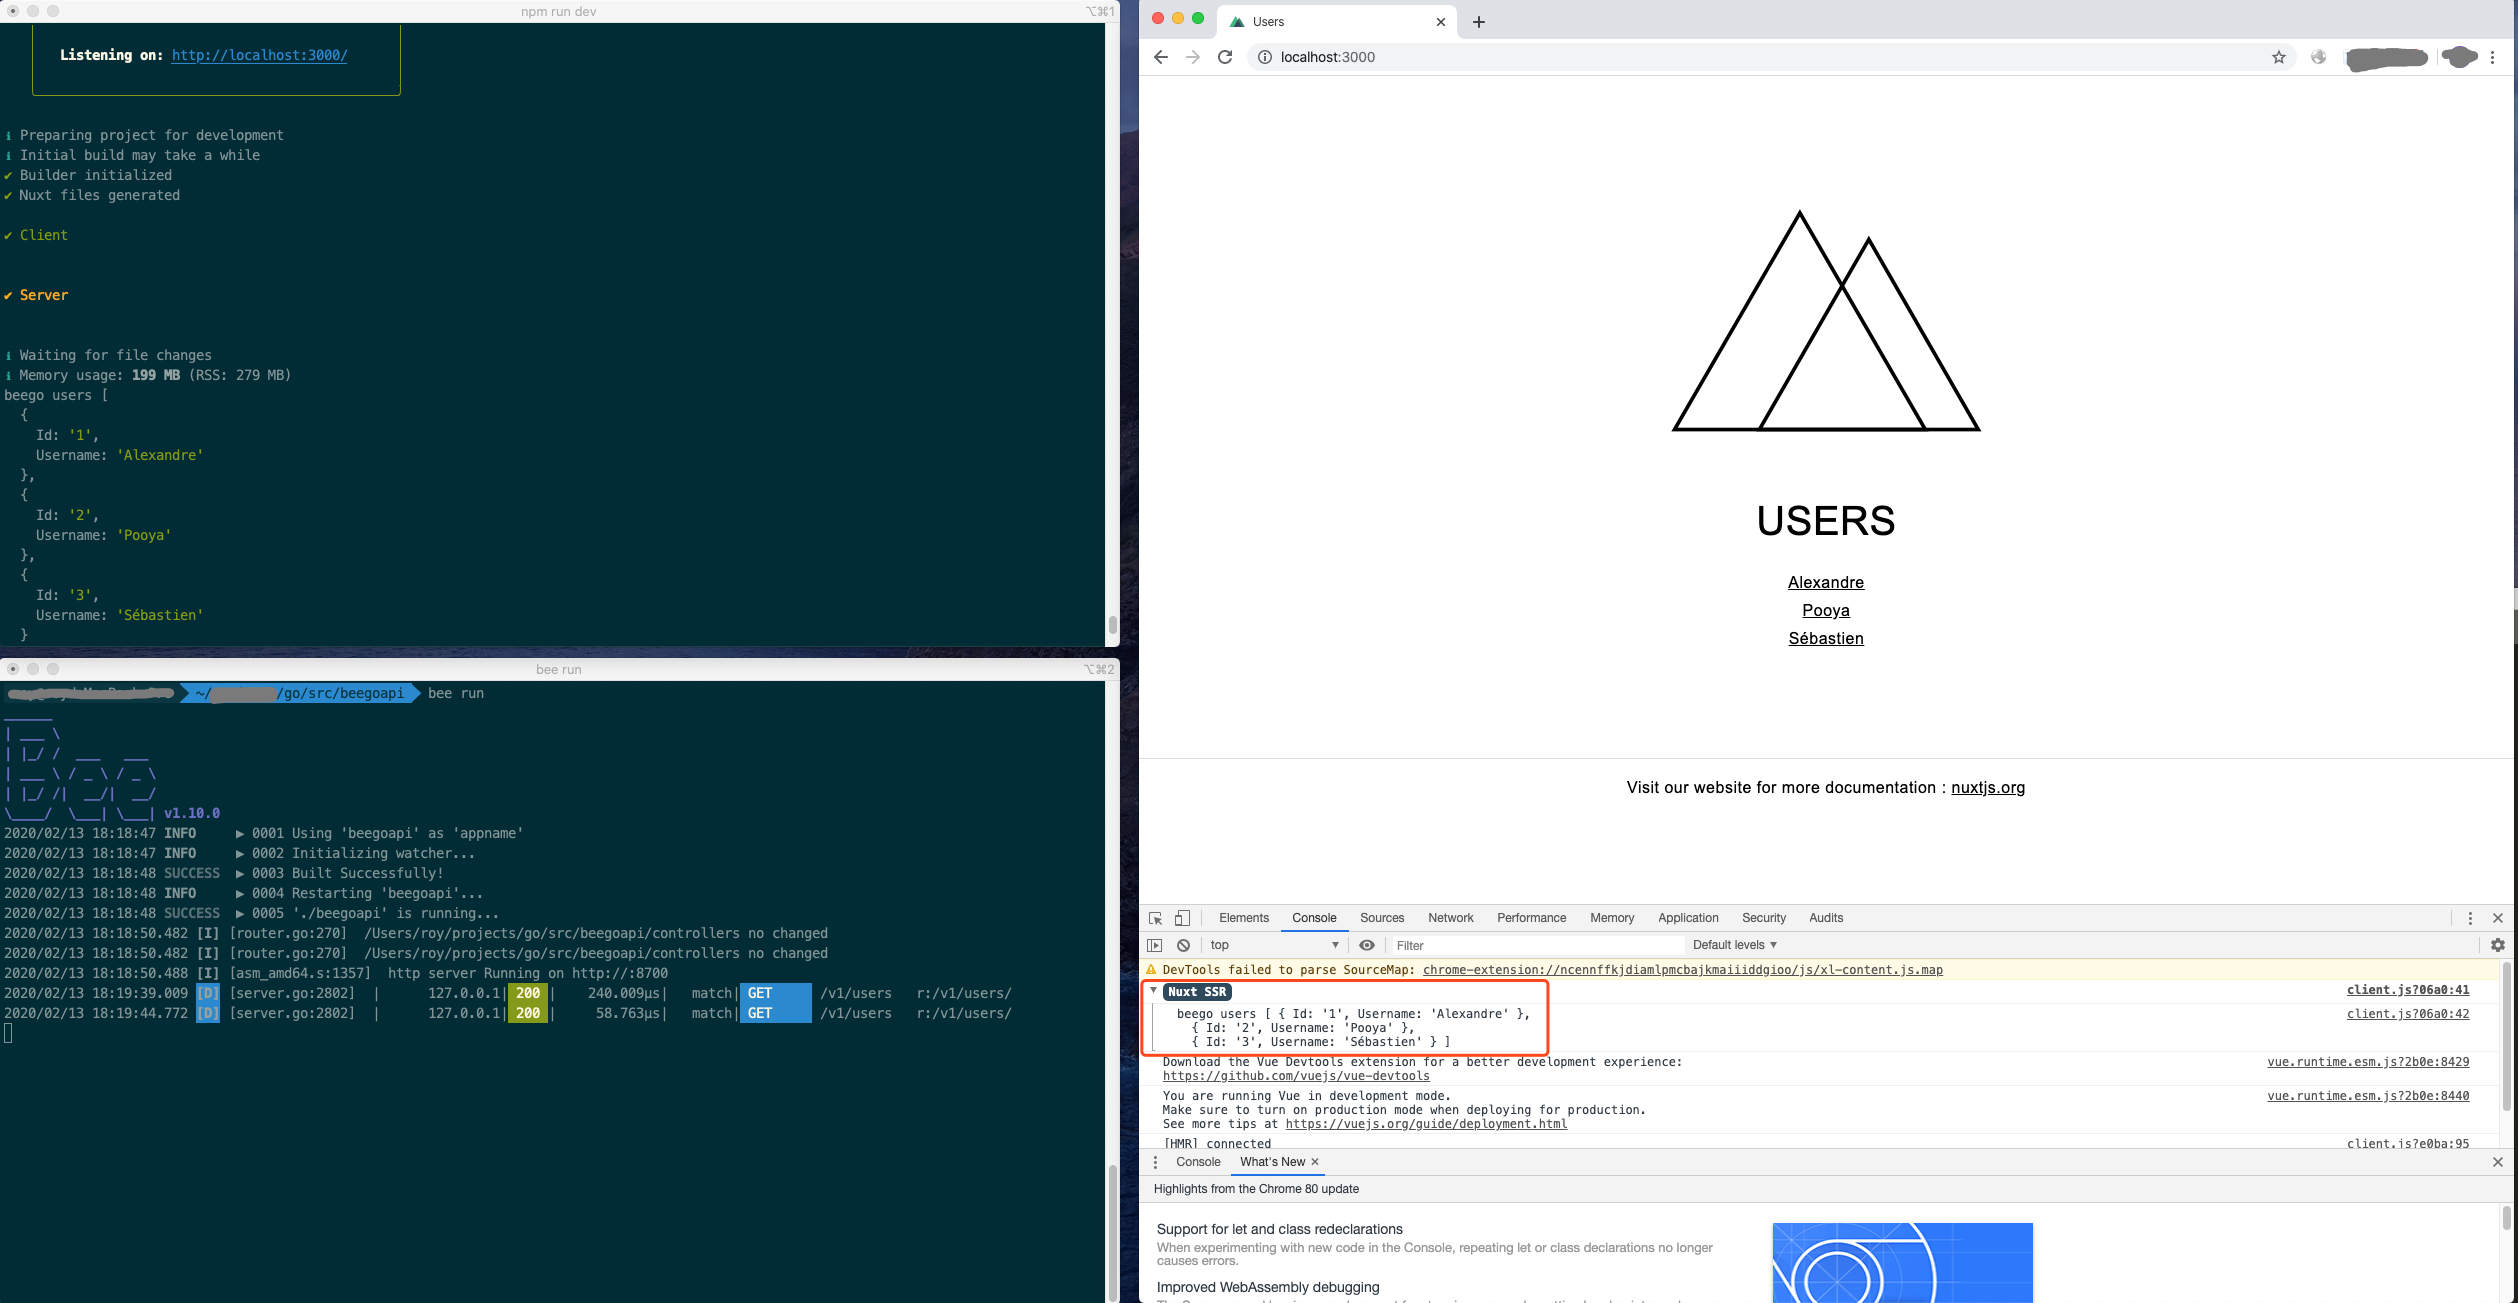 npm run dev
⌥⌘1
Listening on: http://localhost:3000/
ℹ Preparing project for development
ℹ Initial build may take a while
✔ Builder initialized
✔ Nuxt files generated
✔ Client
✔ Server
ℹ Waiting for file changes
ℹ Memory usage: 199 MB (RSS: 279 MB)
beego users [
{
Id: '1',
Username: 'Alexandre'
},
{
Id: '2',
Username: 'Pooya'
},
{
Id: '3',
Username: 'Sébastien'
}
bee run
⌥⌘2
~/ /go/src/beegoapi bee run
v1.10.0
2020/02/13 18:18:47 INFO ▶ 0001 Using 'beegoapi' as 'appname'
2020/02/13 18:18:47 INFO ▶ 0002 Initializing watcher...
2020/02/13 18:18:48 SUCCESS ▶ 0003 Built Successfully!
2020/02/13 18:18:48 INFO ▶ 0004 Restarting 'beegoapi'...
2020/02/13 18:18:48 SUCCESS ▶ 0005 './beegoapi' is running...
2020/02/13 18:18:50.482 [I] [router.go:270] /Users/roy/projects/go/src/beegoapi/controllers no changed
2020/02/13 18:18:50.482 [I] [router.go:270] /Users/roy/projects/go/src/beegoapi/controllers no changed
2020/02/13 18:18:50.488 [I] [asm_amd64.s:1357] http server Running on http://:8700
2020/02/13 18:19:39.009 [D] [server.go:2802] | 127.0.0.1| 200 | 240.009µs| match| GET /v1/users r:/v1/users/
2020/02/13 18:19:44.772 [D] [server.go:2802] | 127.0.0.1| 200 | 58.763µs| match| GET /v1/users r:/v1/users/
Users
localhost:3000
USERS
Alexandre
Pooya
Sébastien
Visit our website for more documentation : nuxtjs.org
Elements Console Sources Network Performance Memory Application Security Audits
top Filter Default levels ▼
DevTools failed to parse SourceMap: chrome-extension://ncennffkjdiamlpmcbajkmaiiiddgioo/js/xl-content.js.map
Nuxt SSR client.js?06a0:41
beego users [ { Id: '1', Username: 'Alexandre' }, client.js?06a0:42
{ Id: '2', Username: 'Pooya' },
{ Id: '3', Username: 'Sébastien' } ]
Download the Vue Devtools extension for a better development experience: vue.runtime.esm.js?2b0e:8429
https://github.com/vuejs/vue-devtools
You are running Vue in development mode. vue.runtime.esm.js?2b0e:8440
Make sure to turn on production mode when deploying for production.
See more tips at https://vuejs.org/guide/deployment.html
[HMR] connected client.js?e0ba:95
Console What's New
Highlights from the Chrome 80 update
Support for let and class redeclarations
When experimenting with new code in the Console, repeating let or class declarations no longer
causes errors.
Improved WebAssembly debugging